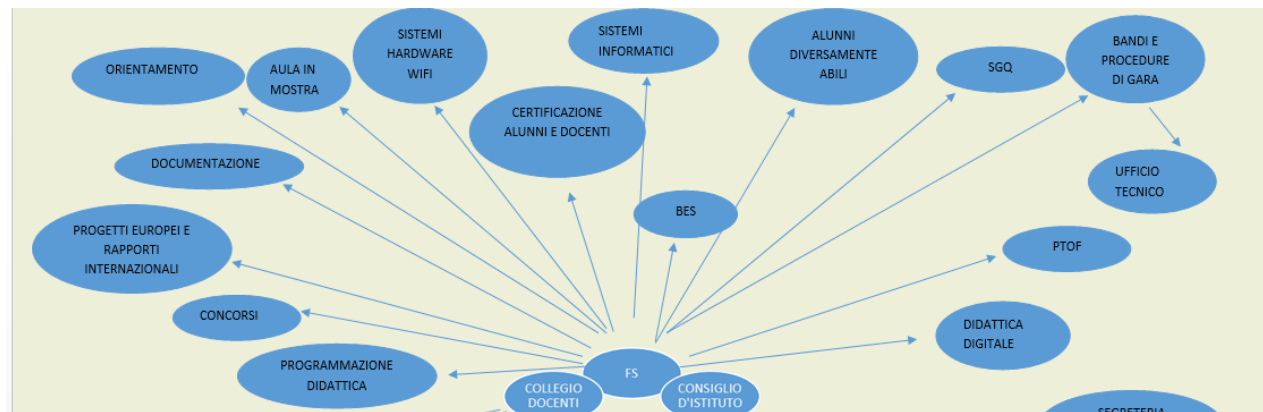 SISTEMI
HARDWARE
WIFI
SISTEMI
INFORMATICI
ALUNNI
DIVERSAMENTE
ABILI
BANDI E
PROCEDURE
DI GARA
ORIENTAMENTO
AULA IN
MOSTRA
SGQ
CERTIFICAZIONE
ALUNNI E DOCENTI
DOCUMENTAZIONE
UFFICIO
TECNICO
BES
PROGETTI EUROPEI E
RAPPORTI
INTERNAZIONALI
PTOF
CONCORSI
DIDATTICA
DIGITALE
PROGRAMMAZIONE
DIDATTICA
FS
COLLEGIO
DOCENTI
CONSIGLIO
D'ISTITUTO
SEGRETERIA